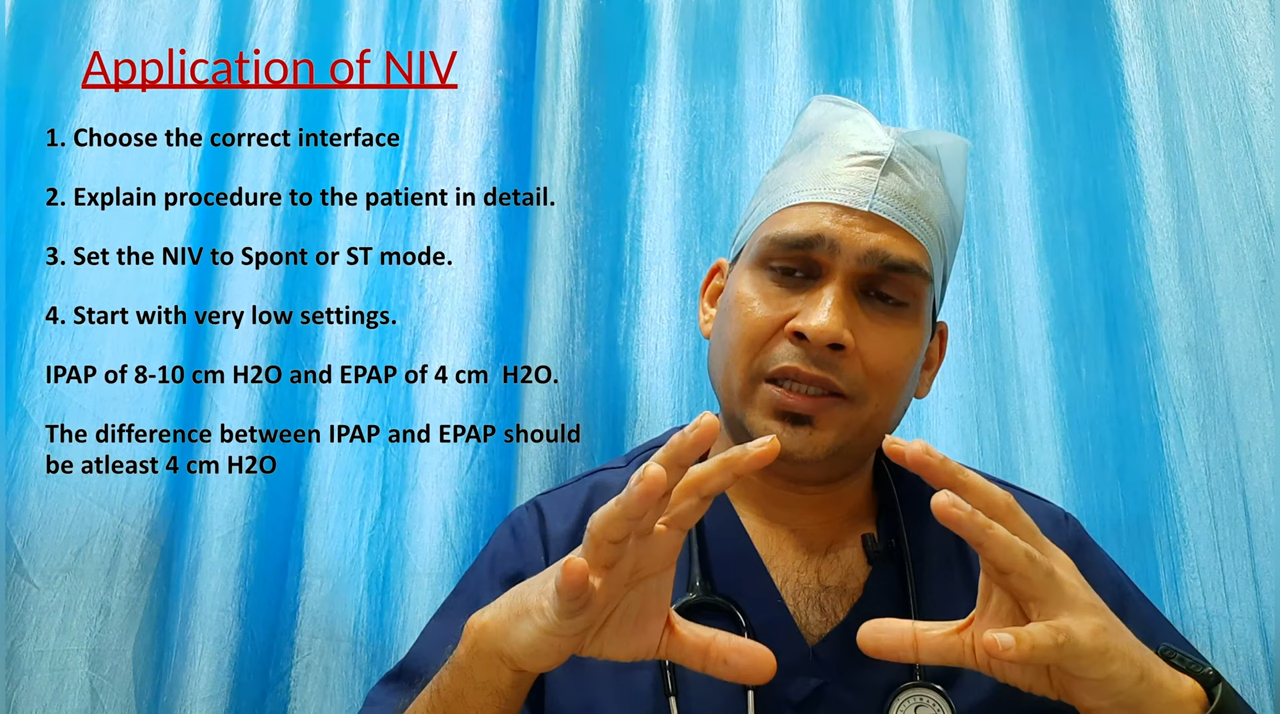 Application of NIV
1. Choose the correct interface
2. Explain procedure to the patient in detail.
3. Set the NIV to Spont or ST mode.
4. Start with very low settings.
IPAP of 8-10 cm H2O and EPAP of 4 cm H2O.
The difference between IPAP and EPAP should
be atleast 4 cm H2O